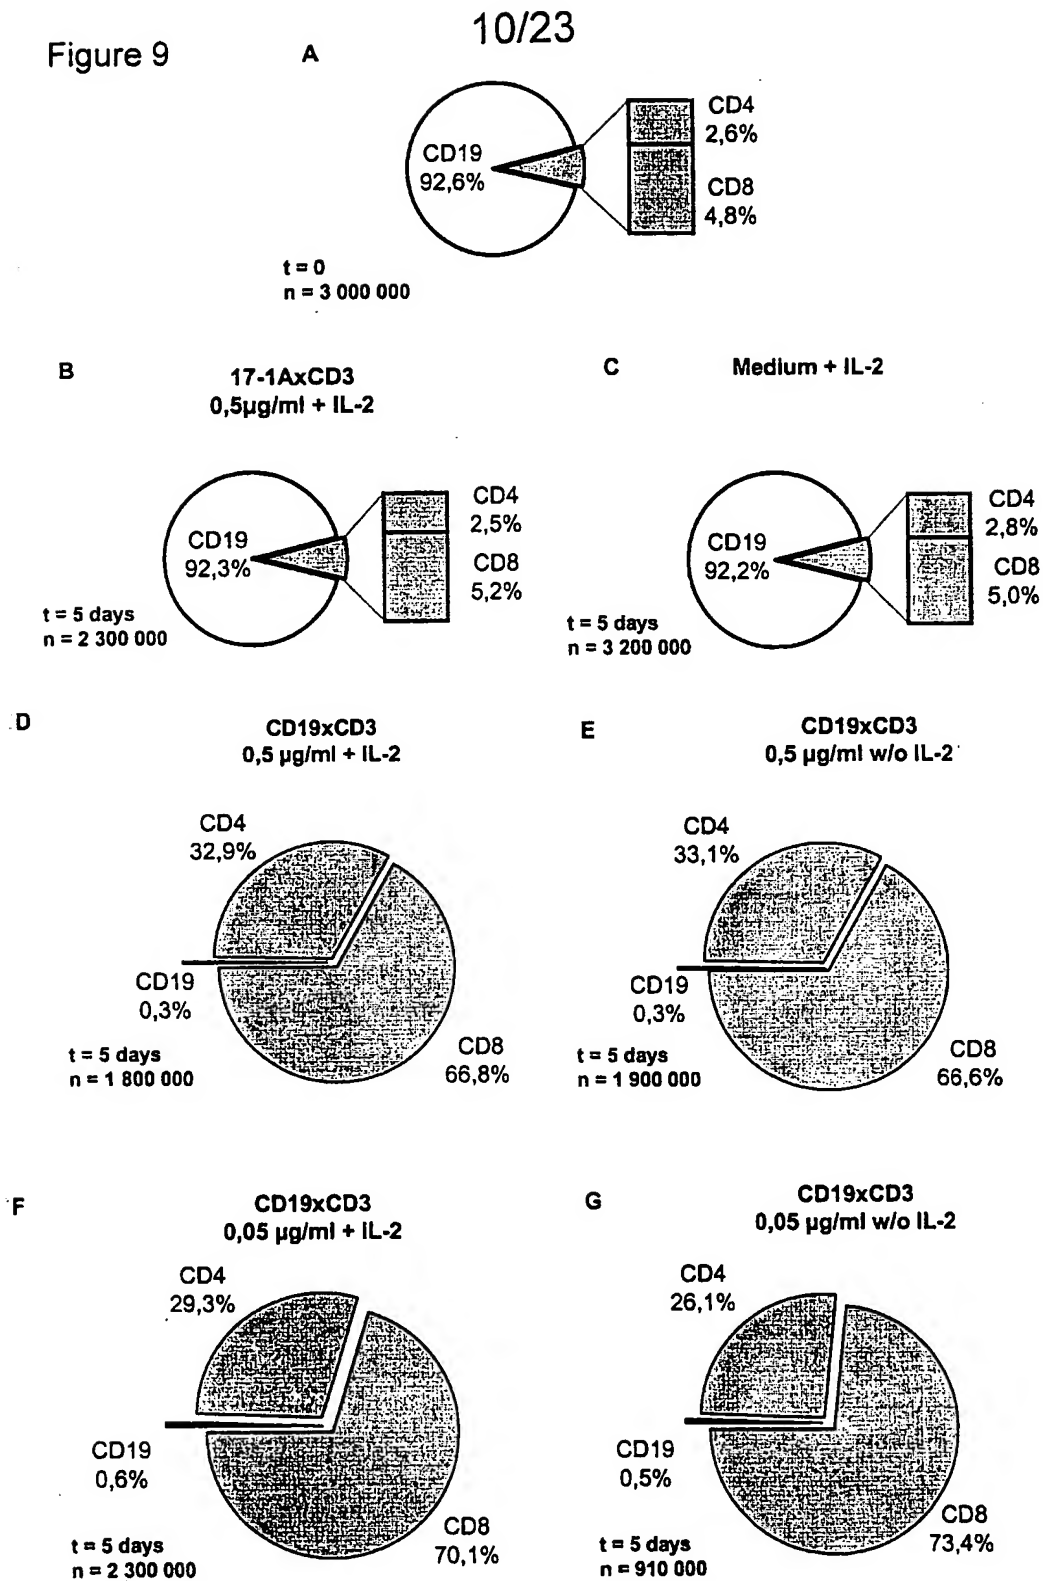 10/23
Figure 9
A
CD19
92,6%
CD4
2,6%
CD8
4,8%
t = 0
n = 3 000 000
B
17-1AxCD3
0,5µg/ml + IL-2
CD19
92,3%
CD4
2,5%
CD8
5,2%
t = 5 days
n = 2 300 000
C
Medium + IL-2
CD19
92,2%
CD4
2,8%
CD8
5,0%
t = 5 days
n = 3 200 000
D
CD19xCD3
0,5 µg/ml + IL-2
CD4
32,9%
CD19
0,3%
CD8
66,8%
t = 5 days
n = 1 800 000
E
CD19xCD3
0,5 µg/ml w/o IL-2
CD4
33,1%
CD19
0,3%
CD8
66,6%
t = 5 days
n = 1 900 000
F
CD19xCD3
0,05 µg/ml + IL-2
CD4
29,3%
CD19
0,6%
CD8
70,1%
t = 5 days
n = 2 300 000
G
CD19xCD3
0,05 µg/ml w/o IL-2
CD4
26,1%
CD19
0,5%
CD8
73,4%
t = 5 days
n = 910 000